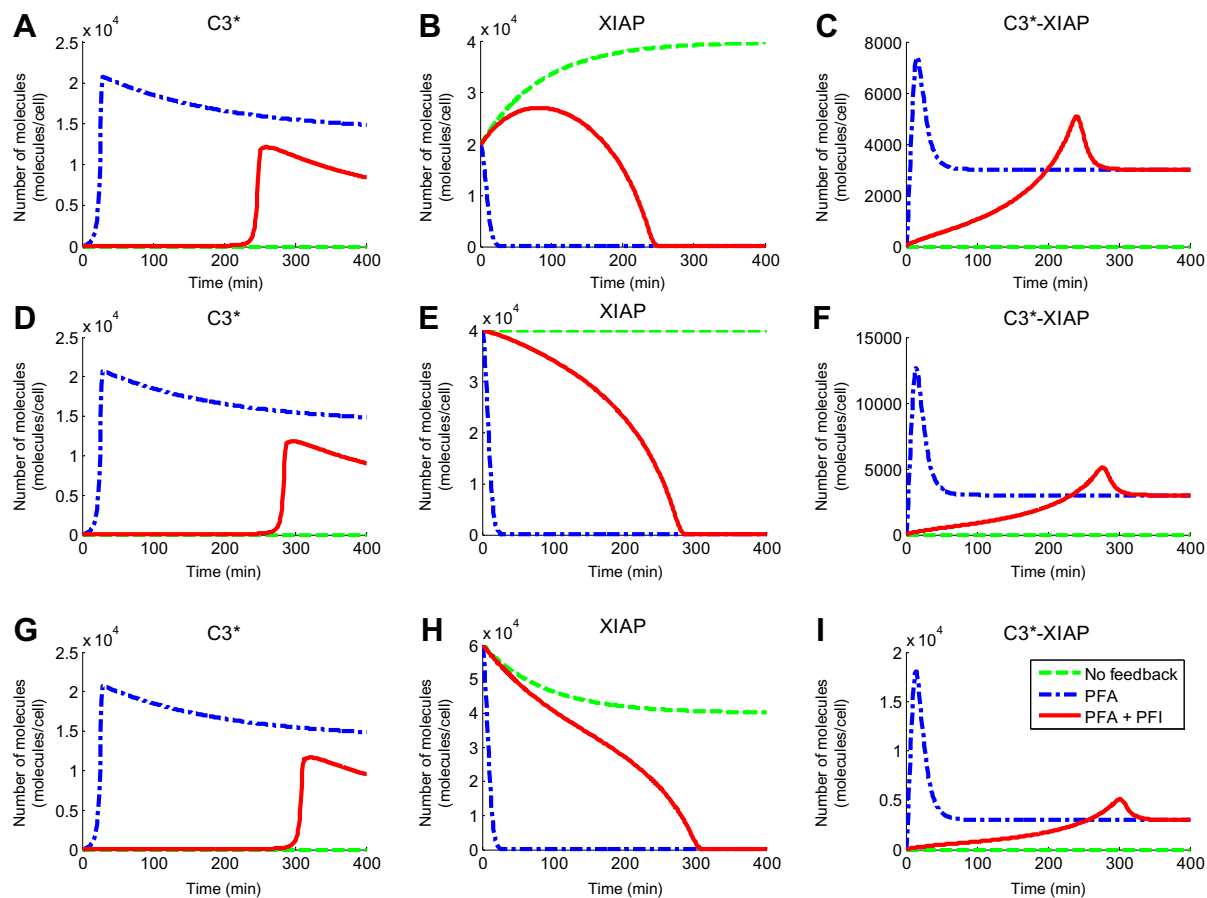 A
C3*
x 10^4
2.5
2
1.5
1
0.5
0
0 100 200 300 400
Time (min)
Number of molecules
(molecules/cell)
B
XIAP
x 10^4
4
3
2
1
0
0 100 200 300 400
Time (min)
Number of molecules
(molecules/cell)
C
C3*-XIAP
8000
6000
4000
2000
0
0 100 200 300 400
Time (min)
Number of molecules
(molecules/cell)
D
C3*
x 10^4
2.5
2
1.5
1
0.5
0
0 100 200 300 400
Time (min)
Number of molecules
(molecules/cell)
E
XIAP
x 10^4
4
3
2
1
0
0 100 200 300 400
Time (min)
Number of molecules
(molecules/cell)
F
C3*-XIAP
15000
10000
5000
0
0 100 200 300 400
Time (min)
Number of molecules
(molecules/cell)
G
C3*
x 10^4
2.5
2
1.5
1
0.5
0
0 100 200 300 400
Time (min)
Number of molecules
(molecules/cell)
H
XIAP
x 10^4
6
5
4
3
2
1
0
0 100 200 300 400
Time (min)
Number of molecules
(molecules/cell)
I
C3*-XIAP
x 10^4
2
1.5
1
0.5
0
0 100 200 300 400
Time (min)
Number of molecules
(molecules/cell)
No feedback
PFA
PFA + PFI